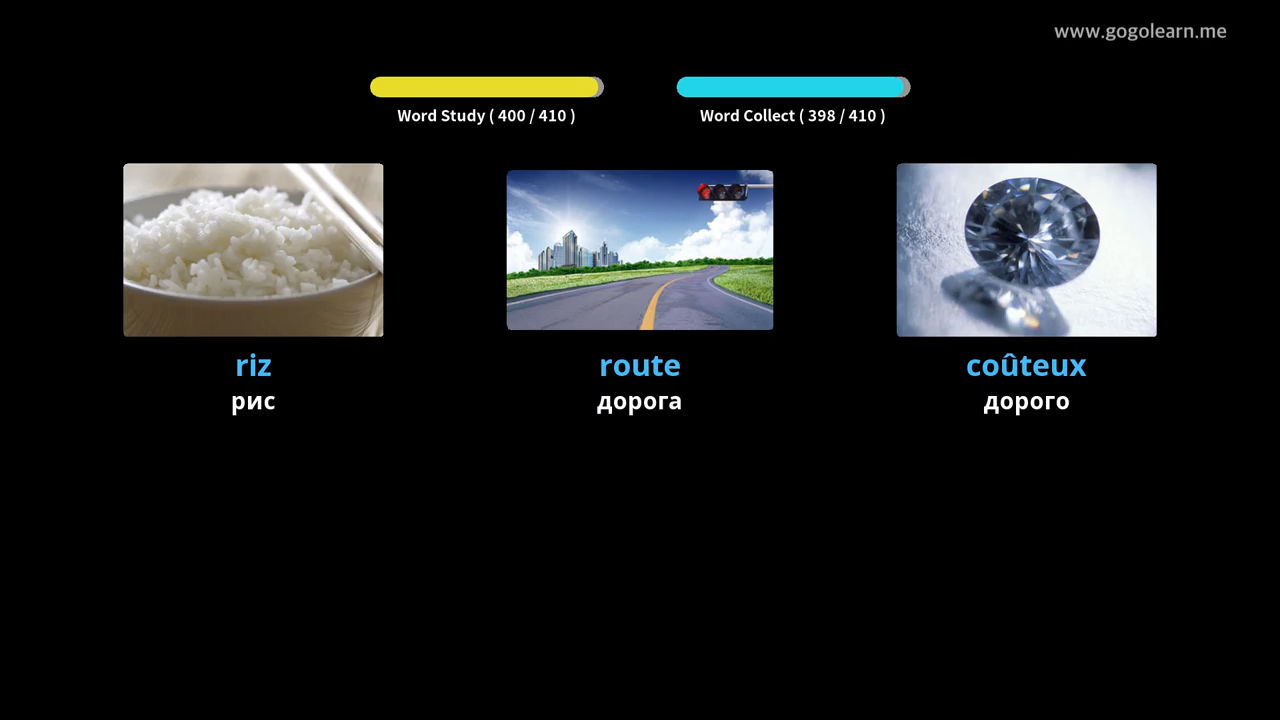 www.gogolearn.me
Word Study ( 400 / 410 )
Word Collect ( 398 / 410 )
riz
route
coûteux
рис
дорога
дорого